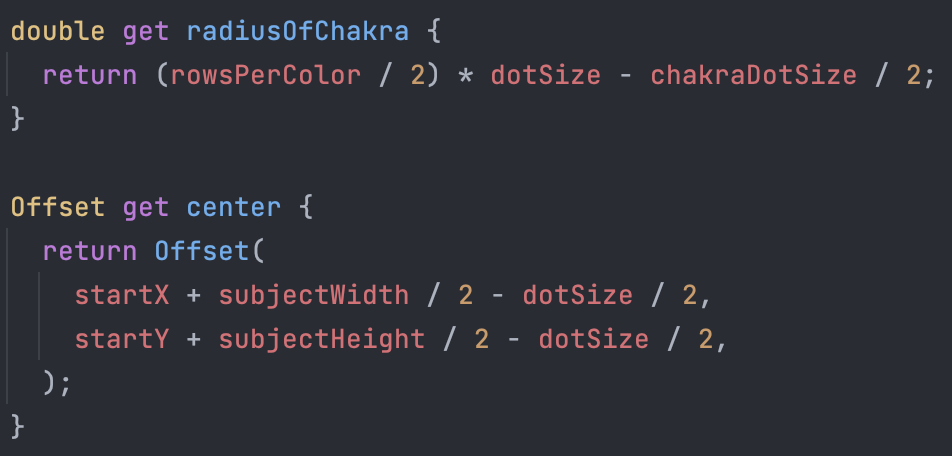 double get radiusOfChakra {
  return (rowsPerColor / 2) * dotSize - chakraDotSize / 2;
}

Offset get center {
  return Offset(
    startX + subjectWidth / 2 - dotSize / 2,
    startY + subjectHeight / 2 - dotSize / 2,
  );
}